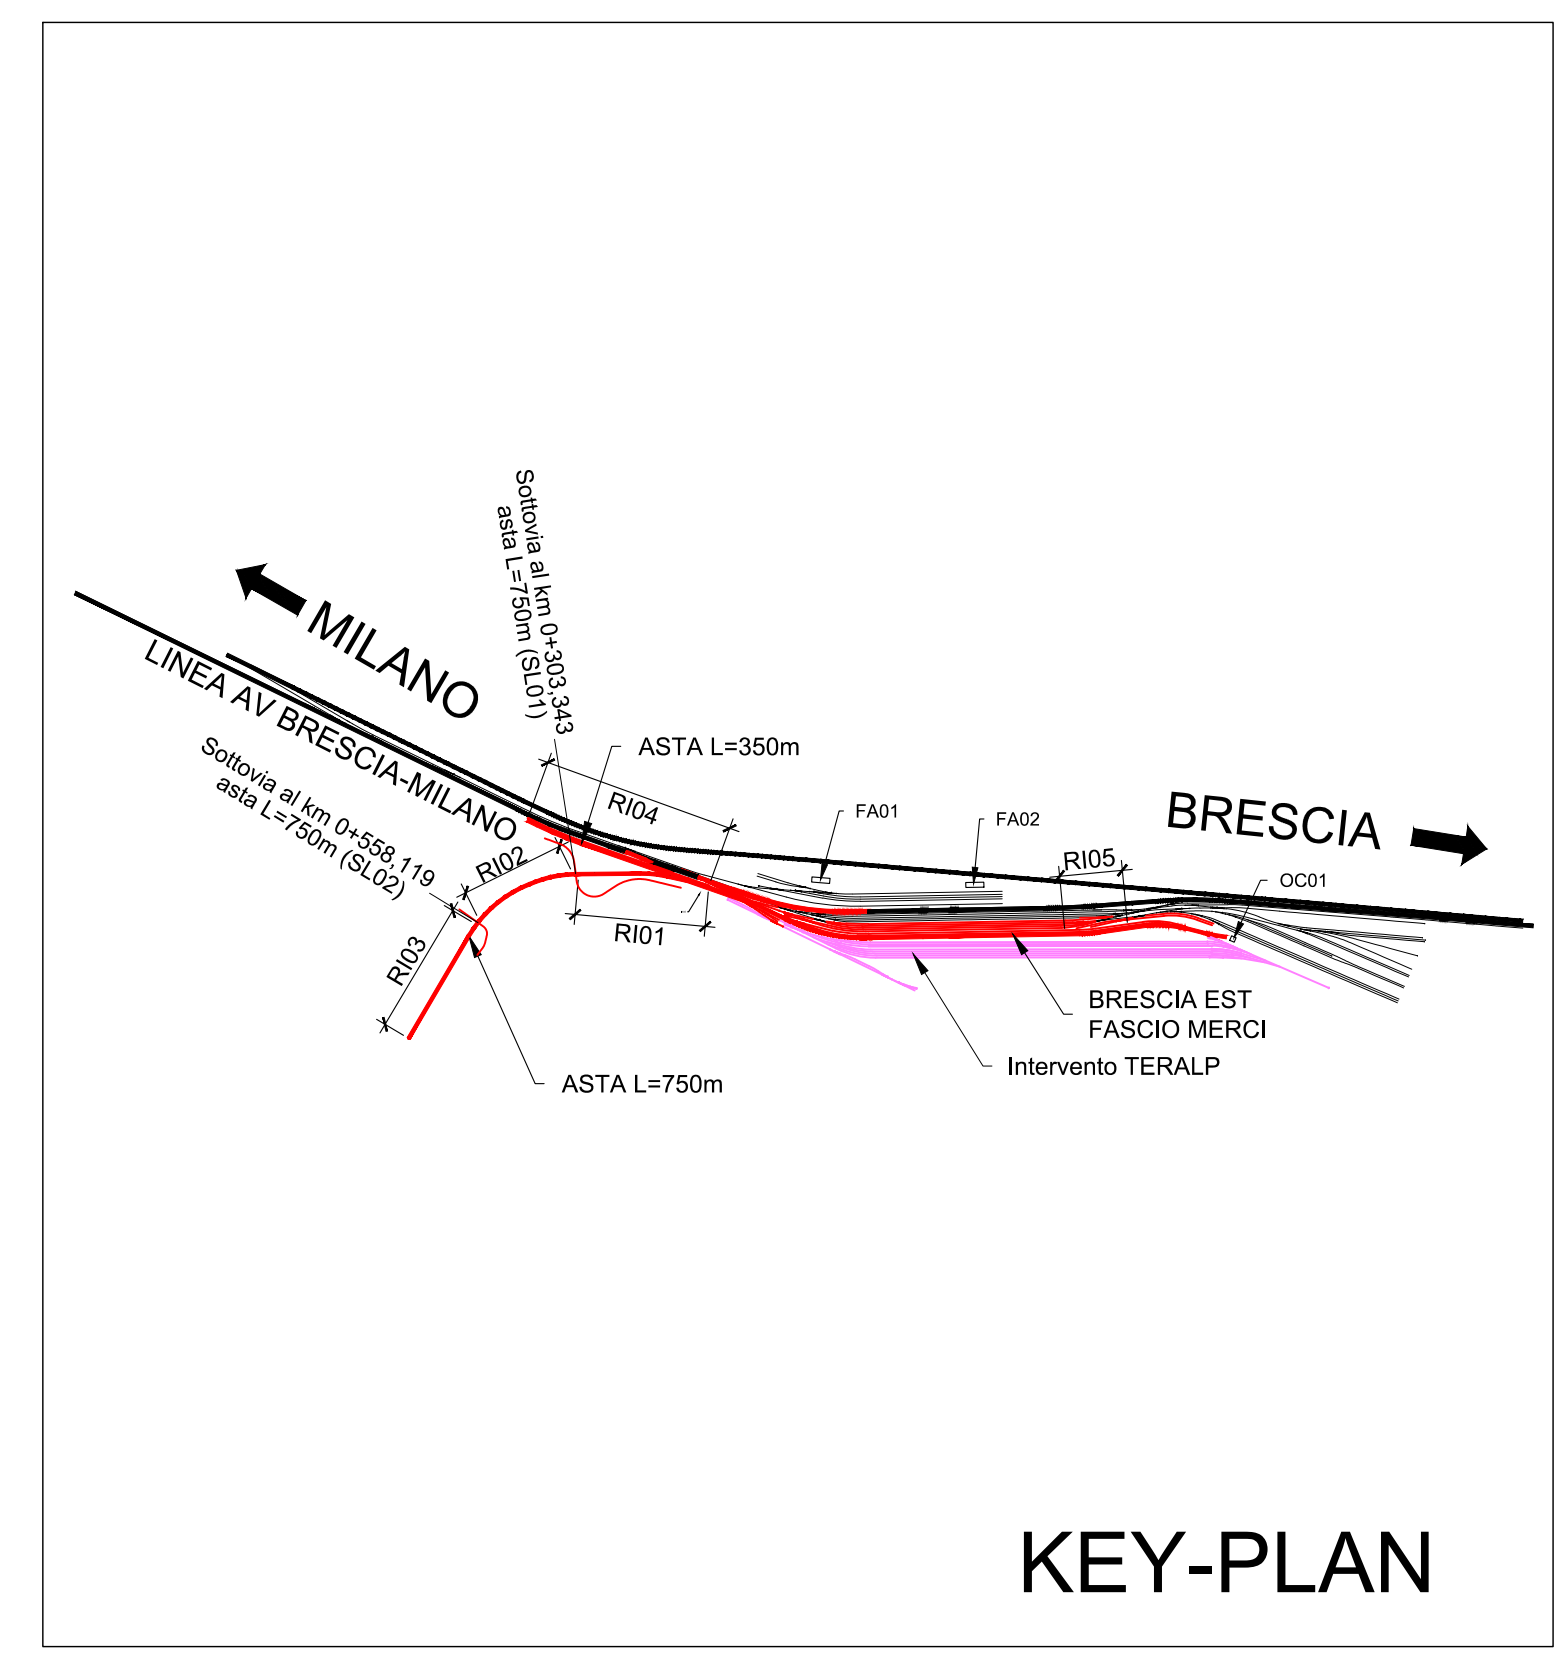 Sottovia al km 0+303,343
asta L=750m (SL01)
MILANO
LINEA AV BRESCIA-MILANO
Sottovia al km 0+558,119
asta L=750m (SL02)
ASTA L=350m
RI04
FA01
FA02
BRESCIA
RI05
OC01
RI02
RI01
RI03
BRESCIA EST
FASCIO MERCI
Intervento TERALP
ASTA L=750m
KEY-PLAN